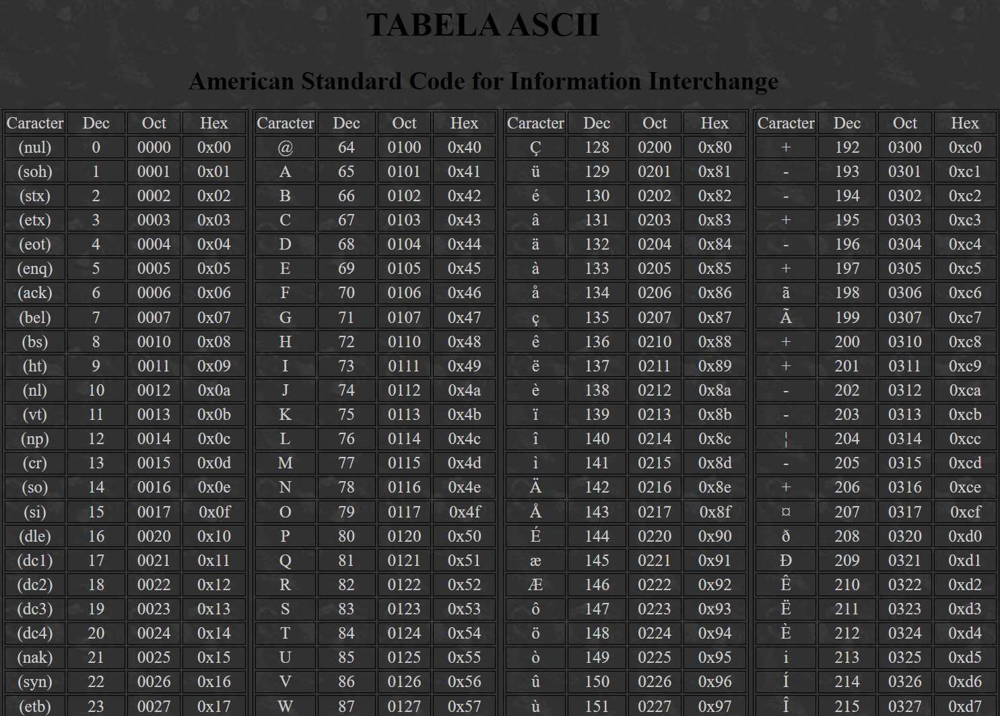 TABELA ASCII
American Standard Code for Information Interchange
Caracter Dec Oct Hex Caracter Dec Oct Hex Caracter Dec Oct Hex Caracter Dec Oct Hex
(nul) 0 0000 0x00 @ 64 0100 0x40 Ç 128 0200 0x80 + 192 0300 0xc0
(soh) 1 0001 0x01 A 65 0101 0x41 ü 129 0201 0x81 - 193 0301 0xc1
(stx) 2 0002 0x02 B 66 0102 0x42 é 130 0202 0x82 - 194 0302 0xc2
(etx) 3 0003 0x03 C 67 0103 0x43 â 131 0203 0x83 + 195 0303 0xc3
(eot) 4 0004 0x04 D 68 0104 0x44 ä 132 0204 0x84 - 196 0304 0xc4
(enq) 5 0005 0x05 E 69 0105 0x45 à 133 0205 0x85 + 197 0305 0xc5
(ack) 6 0006 0x06 F 70 0106 0x46 å 134 0206 0x86 ã 198 0306 0xc6
(bel) 7 0007 0x07 G 71 0107 0x47 ç 135 0207 0x87 Ã 199 0307 0xc7
(bs) 8 0010 0x08 H 72 0110 0x48 ê 136 0210 0x88 + 200 0310 0xc8
(ht) 9 0011 0x09 I 73 0111 0x49 ë 137 0211 0x89 + 201 0311 0xc9
(nl) 10 0012 0x0a J 74 0112 0x4a è 138 0212 0x8a - 202 0312 0xca
(vt) 11 0013 0x0b K 75 0113 0x4b ï 139 0213 0x8b - 203 0313 0xcb
(np) 12 0014 0x0c L 76 0114 0x4c î 140 0214 0x8c ¦ 204 0314 0xcc
(cr) 13 0015 0x0d M 77 0115 0x4d ì 141 0215 0x8d - 205 0315 0xcd
(so) 14 0016 0x0e N 78 0116 0x4e Ä 142 0216 0x8e + 206 0316 0xce
(si) 15 0017 0x0f O 79 0117 0x4f Å 143 0217 0x8f ¤ 207 0317 0xcf
(dle) 16 0020 0x10 P 80 0120 0x50 É 144 0220 0x90 ð 208 0320 0xd0
(dc1) 17 0021 0x11 Q 81 0121 0x51 æ 145 0221 0x91 Ð 209 0321 0xd1
(dc2) 18 0022 0x12 R 82 0122 0x52 Æ 146 0222 0x92 Ê 210 0322 0xd2
(dc3) 19 0023 0x13 S 83 0123 0x53 ô 147 0223 0x93 Ë 211 0323 0xd3
(dc4) 20 0024 0x14 T 84 0124 0x54 ö 148 0224 0x94 È 212 0324 0xd4
(nak) 21 0025 0x15 U 85 0125 0x55 ò 149 0225 0x95 i 213 0325 0xd5
(syn) 22 0026 0x16 V 86 0126 0x56 û 150 0226 0x96 Í 214 0326 0xd6
(etb) 23 0027 0x17 W 87 0127 0x57 ù 151 0227 0x97 Î 215 0327 0xd7